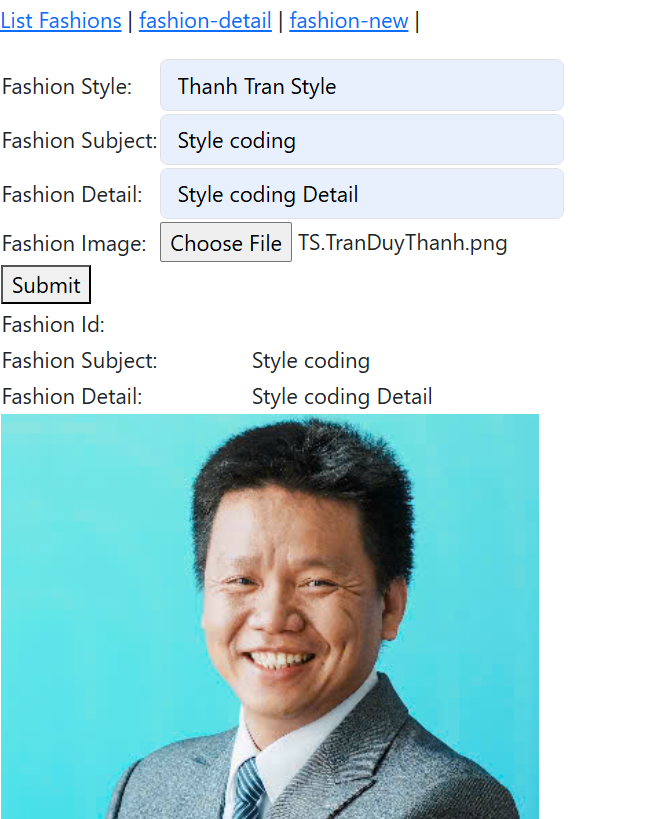 List Fashions | fashion-detail | fashion-new |
Fashion Style: Thanh Tran Style
Fashion Subject: Style coding
Fashion Detail: Style coding Detail
Fashion Image: Choose File TS.TranDuyThanh.png
Submit
Fashion Id:
Fashion Subject: Style coding
Fashion Detail: Style coding Detail